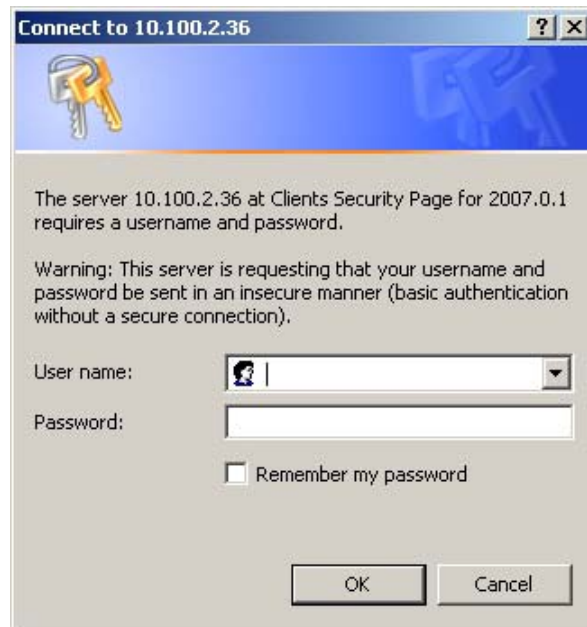 Connect to 10.100.2.36
The server 10.100.2.36 at Clients Security Page for 2007.0.1
requires a username and password.
Warning: This server is requesting that your username and
password be sent in an insecure manner (basic authentication
without a secure connection).
User name:
Password:
Remember my password
OK Cancel